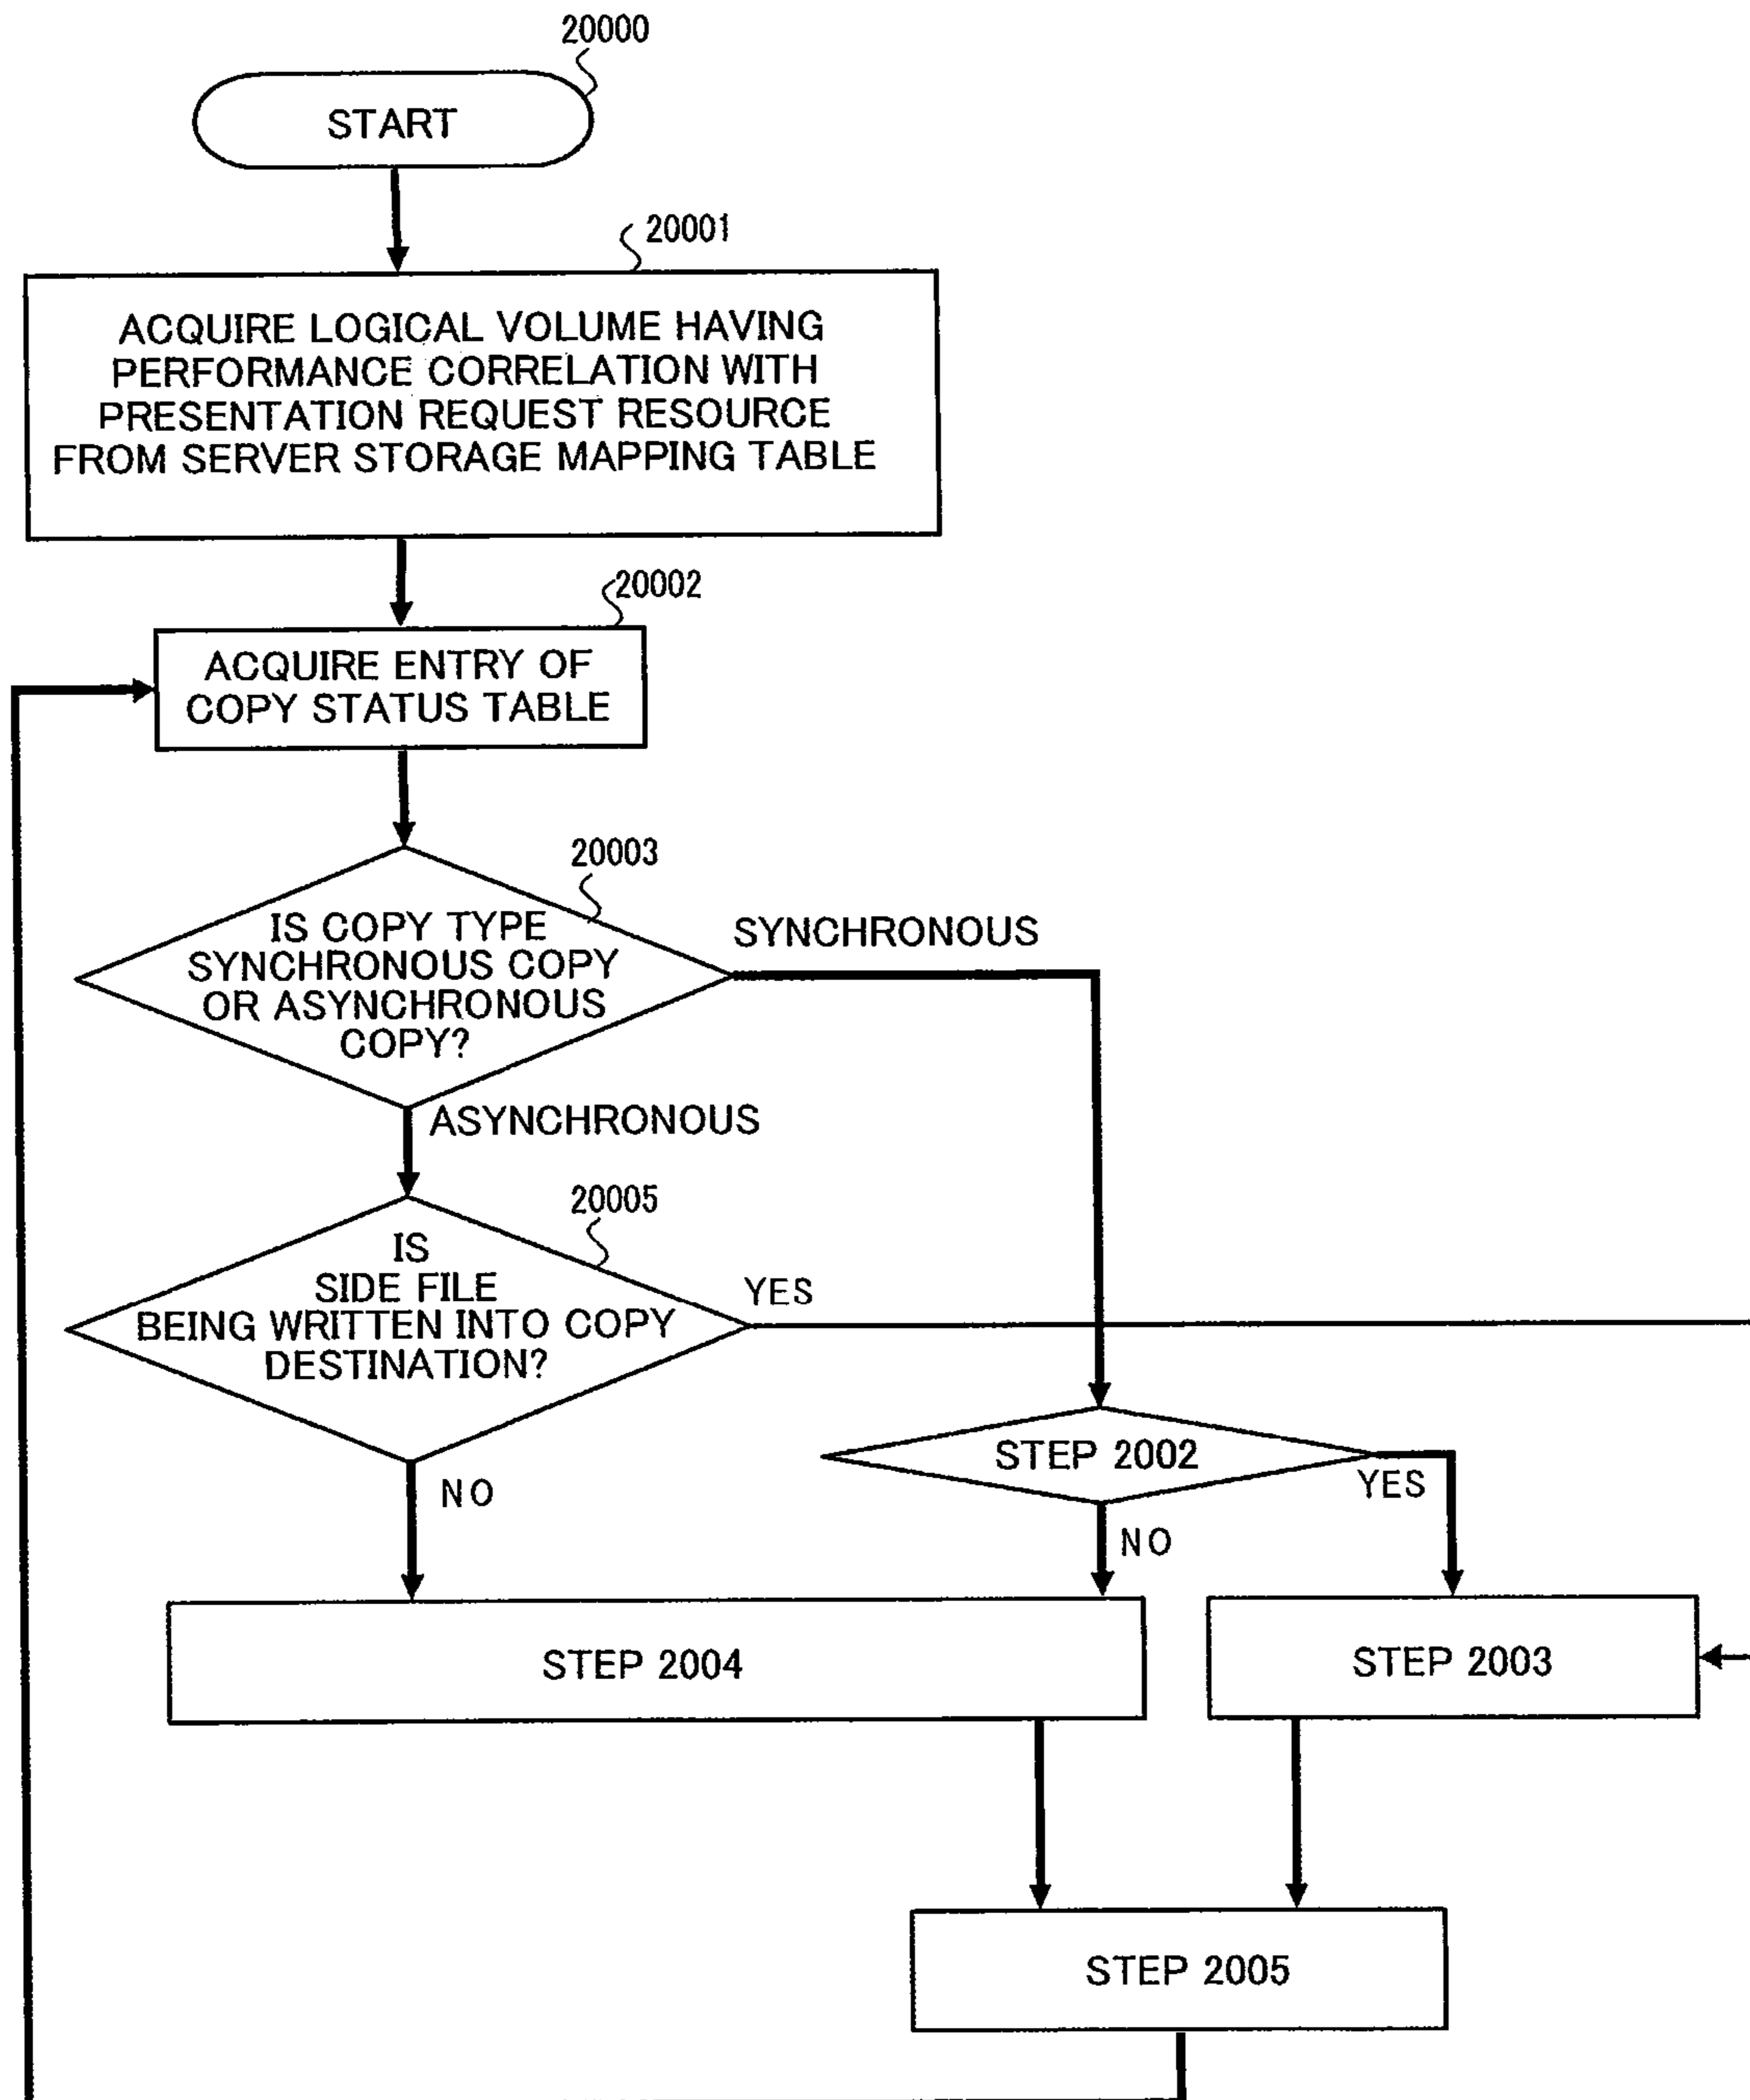 20000
START
20001
ACQUIRE LOGICAL VOLUME HAVING
PERFORMANCE CORRELATION WITH
PRESENTATION REQUEST RESOURCE
FROM SERVER STORAGE MAPPING TABLE
20002
ACQUIRE ENTRY OF
COPY STATUS TABLE
20003
IS COPY TYPE
SYNCHRONOUS COPY
OR ASYNCHRONOUS
COPY?
SYNCHRONOUS
ASYNCHRONOUS
20005
IS
SIDE FILE
BEING WRITTEN INTO COPY
DESTINATION?
YES
NO
STEP 2002
YES
NO
STEP 2004
STEP 2003
STEP 2005